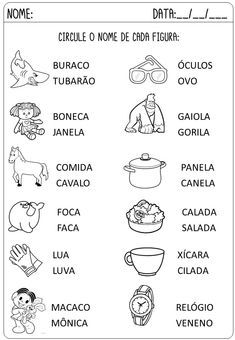 NOME: DATA:__/__/____
CIRCULE O NOME DE CADA FIGURA:
BURACO ÓCULOS
TUBARÃO OVO
BONECA GAIOLA
JANELA GORILA
COMIDA PANELA
CAVALO CANELA
FOCA CALADA
FACA SALADA
LUA XÍCARA
LUVA CILADA
MACACO RELÓGIO
MÔNICA VENENO